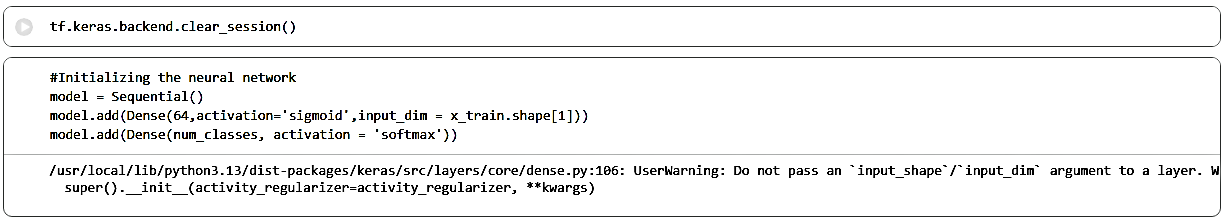 tf.keras.backend.clear_session()
#Initializing the neural network
model = Sequential()
model.add(Dense(64,activation='sigmoid',input_dim = x_train.shape[1]))
model.add(Dense(num_classes, activation = 'softmax'))
/usr/local/lib/python3.13/dist-packages/keras/src/layers/core/dense.py:106: UserWarning: Do not pass an `input_shape`/`input_dim` argument to a layer. W
super().__init__(activity_regularizer=activity_regularizer, **kwargs)